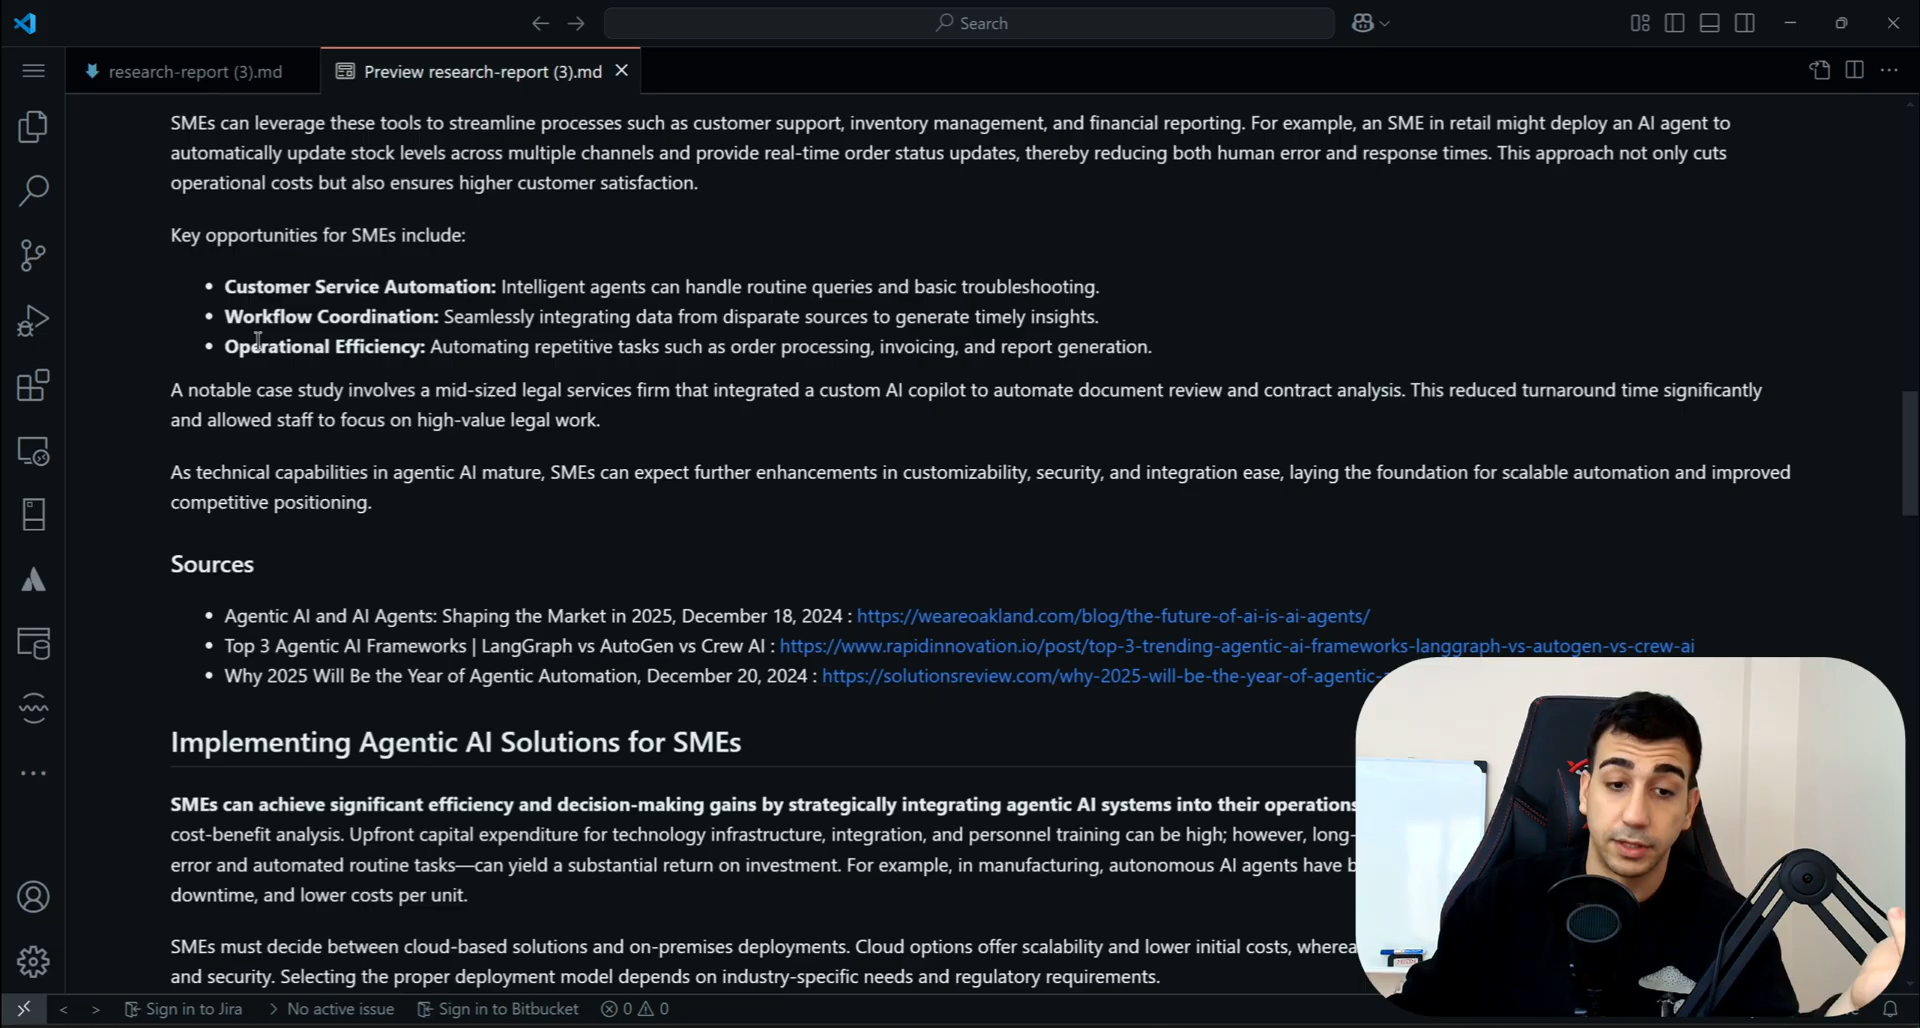 Search
research-report (3).md
Preview research-report (3).md
SMEs can leverage these tools to streamline processes such as customer support, inventory management, and financial reporting. For example, an SME in retail might deploy an AI agent to
automatically update stock levels across multiple channels and provide real-time order status updates, thereby reducing both human error and response times. This approach not only cuts
operational costs but also ensures higher customer satisfaction.
Key opportunities for SMEs include:
• Customer Service Automation: Intelligent agents can handle routine queries and basic troubleshooting.
• Workflow Coordination: Seamlessly integrating data from disparate sources to generate timely insights.
• Operational Efficiency: Automating repetitive tasks such as order processing, invoicing, and report generation.
A notable case study involves a mid-sized legal services firm that integrated a custom AI copilot to automate document review and contract analysis. This reduced turnaround time significantly
and allowed staff to focus on high-value legal work.
As technical capabilities in agentic AI mature, SMEs can expect further enhancements in customizability, security, and integration ease, laying the foundation for scalable automation and improved
competitive positioning.
Sources
• Agentic AI and AI Agents: Shaping the Market in 2025, December 18, 2024 : https://weareoakland.com/blog/the-future-of-ai-is-ai-agents/
• Top 3 Agentic AI Frameworks | LangGraph vs AutoGen vs Crew AI : https://www.rapidinnovation.io/post/top-3-trending-agentic-ai-frameworks-langgraph-vs-autogen-vs-crew-ai
• Why 2025 Will Be the Year of Agentic Automation, December 20, 2024 : https://solutionsreview.com/why-2025-will-be-the-year-of-agentic-
Implementing Agentic AI Solutions for SMEs
SMEs can achieve significant efficiency and decision-making gains by strategically integrating agentic AI systems into their operations
cost-benefit analysis. Upfront capital expenditure for technology infrastructure, integration, and personnel training can be high; however, long-
error and automated routine tasks—can yield a substantial return on investment. For example, in manufacturing, autonomous AI agents have
downtime, and lower costs per unit.
SMEs must decide between cloud-based solutions and on-premises deployments. Cloud options offer scalability and lower initial costs,
and security. Selecting the proper deployment model depends on industry-specific needs and regulatory requirements.
Sign in to Jira > No active issue Sign in to Bitbucket 0 0